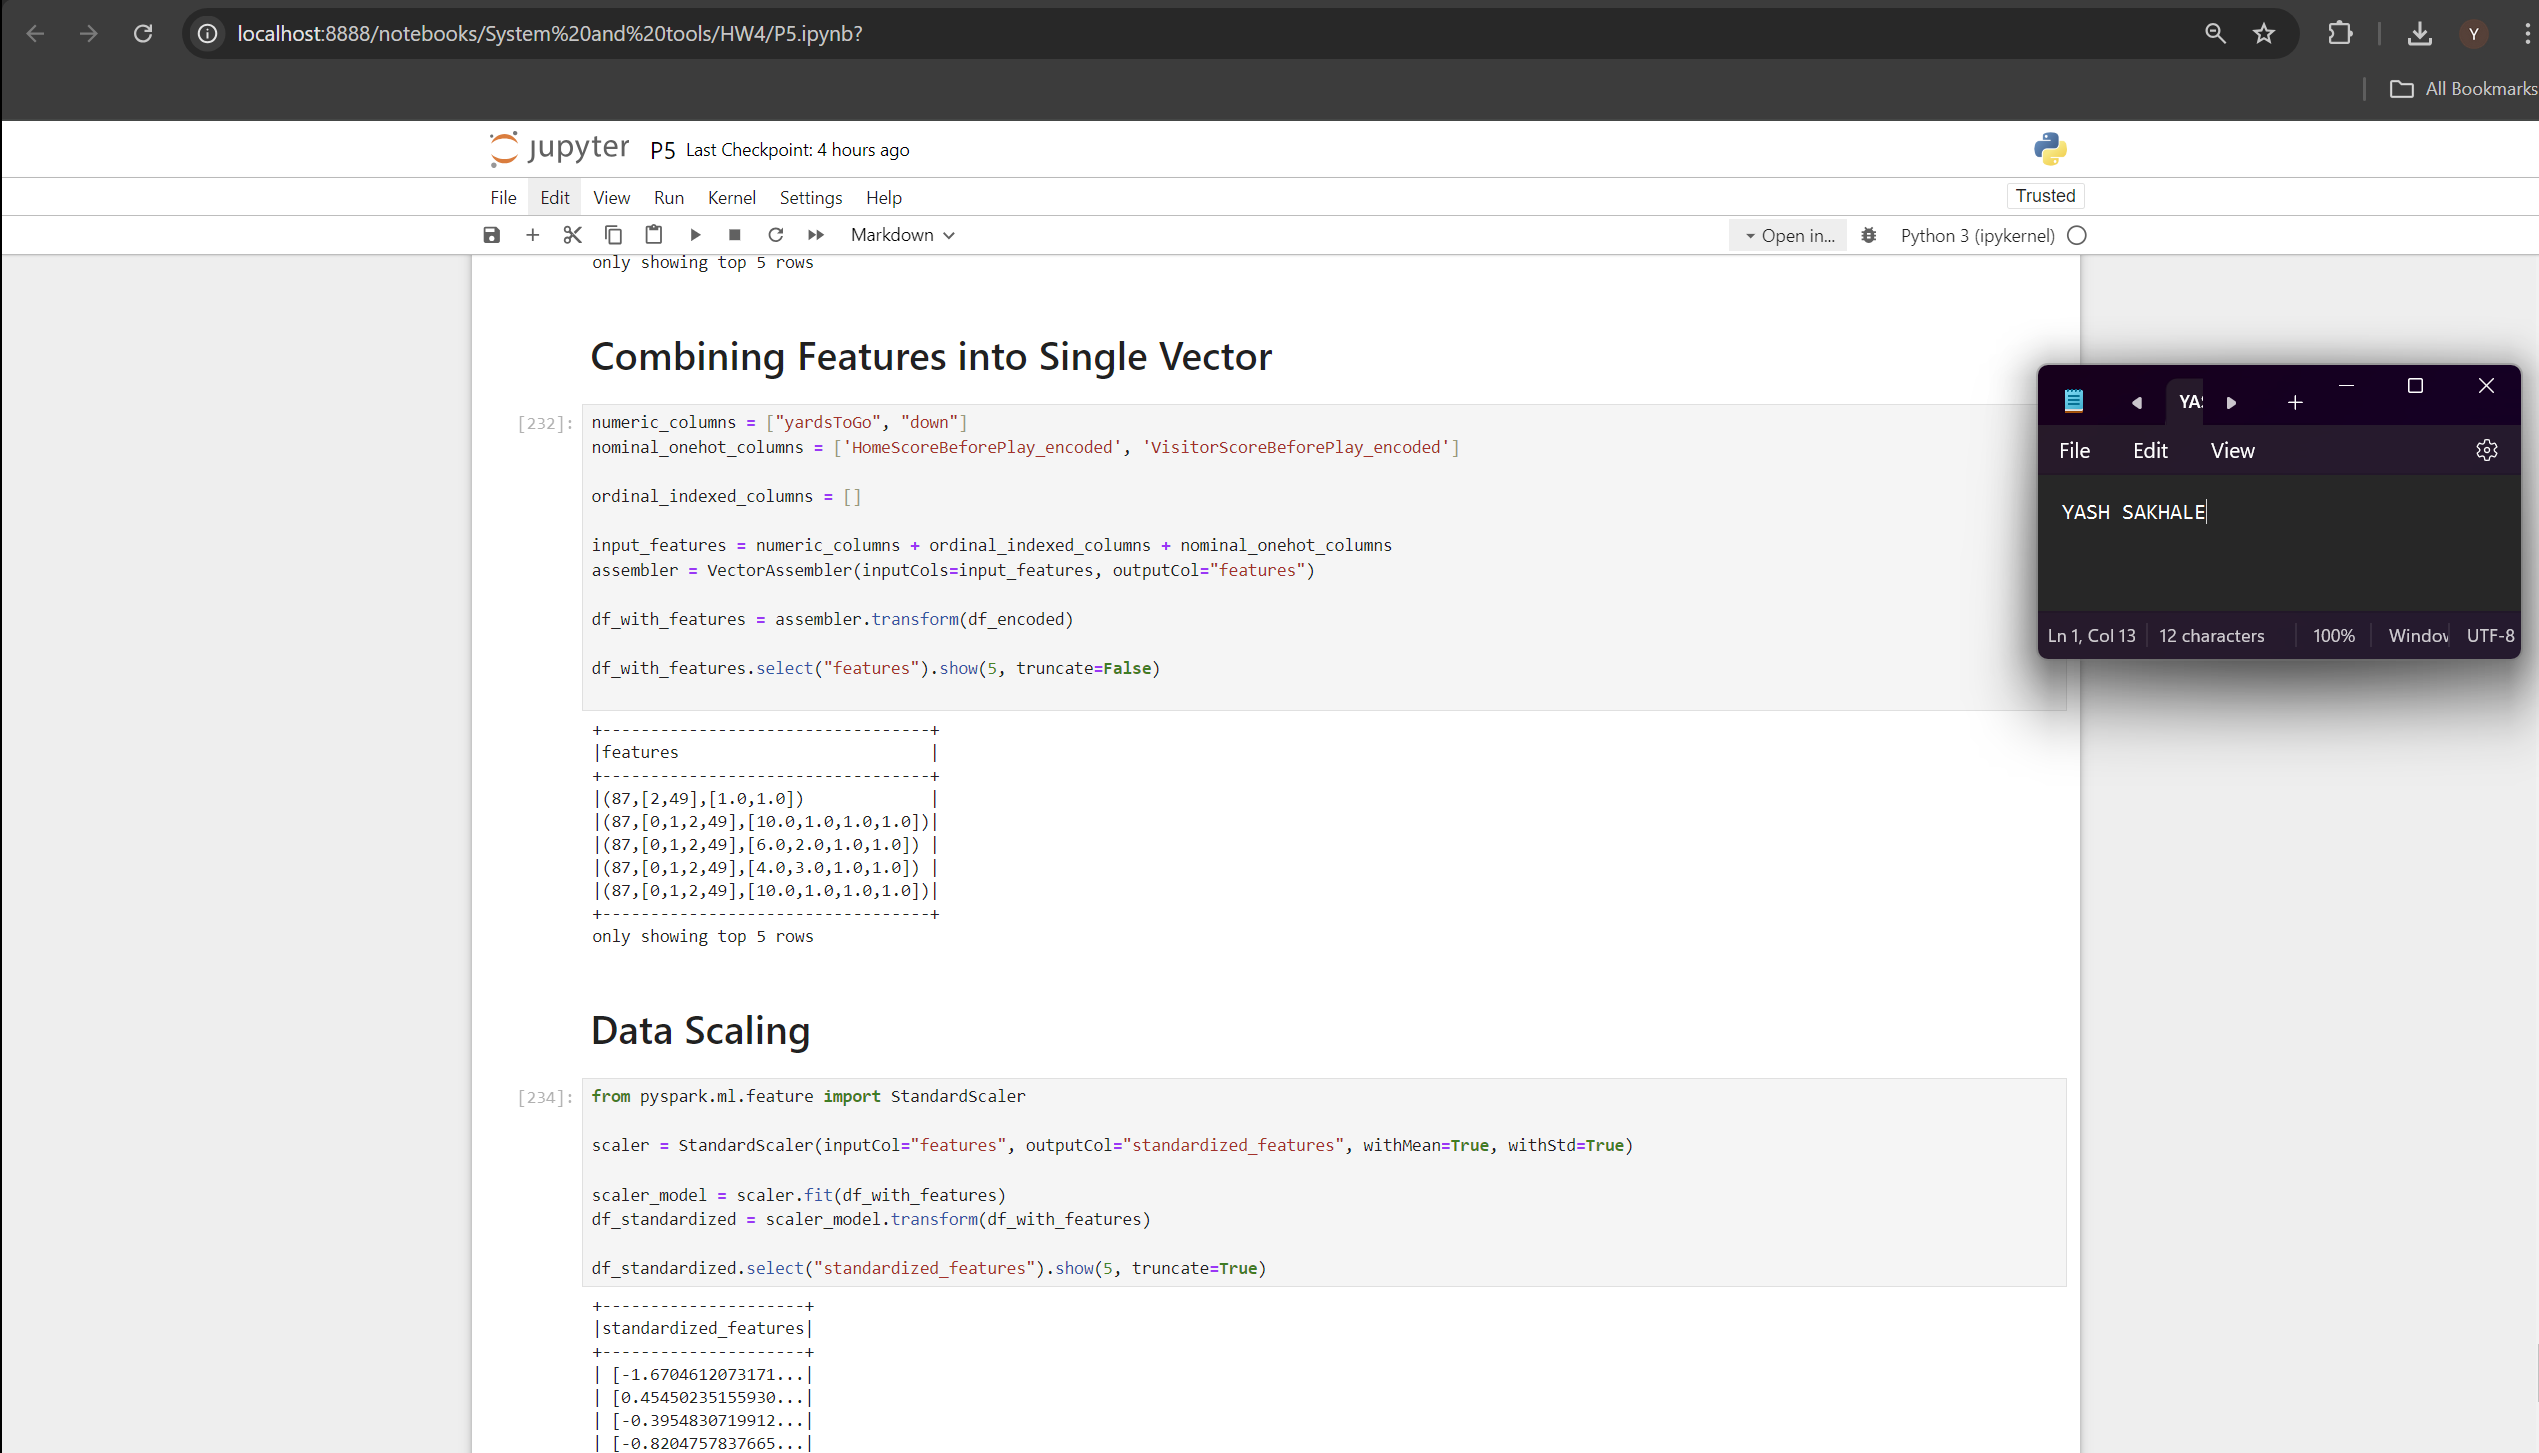 localhost:8888/notebooks/System%20and%20tools/HW4/P5.ipynb?
Y
All Bookmarks
jupyter P5 Last Checkpoint: 4 hours ago
File Edit View Run Kernel Settings Help
Trusted
Markdown
Open in...
Python 3 (ipykernel)
only showing top 5 rows
Combining Features into Single Vector
[232]:
numeric_columns = ["yardsToGo", "down"]
nominal_onehot_columns = ['HomeScoreBeforePlay_encoded', 'VisitorScoreBeforePlay_encoded']
ordinal_indexed_columns = []
input_features = numeric_columns + ordinal_indexed_columns + nominal_onehot_columns
assembler = VectorAssembler(inputCols=input_features, outputCol="features")
df_with_features = assembler.transform(df_encoded)
df_with_features.select("features").show(5, truncate=False)
+----------------------------------+
|features                          |
+----------------------------------+
|(87,[2,49],[1.0,1.0])             |
|(87,[0,1,2,49],[10.0,1.0,1.0,1.0])|
|(87,[0,1,2,49],[6.0,2.0,1.0,1.0]) |
|(87,[0,1,2,49],[4.0,3.0,1.0,1.0]) |
|(87,[0,1,2,49],[10.0,1.0,1.0,1.0])|
+----------------------------------+
only showing top 5 rows
Data Scaling
[234]:
from pyspark.ml.feature import StandardScaler
scaler = StandardScaler(inputCol="features", outputCol="standardized_features", withMean=True, withStd=True)
scaler_model = scaler.fit(df_with_features)
df_standardized = scaler_model.transform(df_with_features)
df_standardized.select("standardized_features").show(5, truncate=True)
+---------------------+
|standardized_features|
+---------------------+
| [-1.6704612073171...|
| [0.45450235155930...|
| [-0.3954830719912...|
| [-0.8204757837665...|
YAS
File Edit View
YASH SAKHALE
Ln 1, Col 13
12 characters
100%
Window
UTF-8